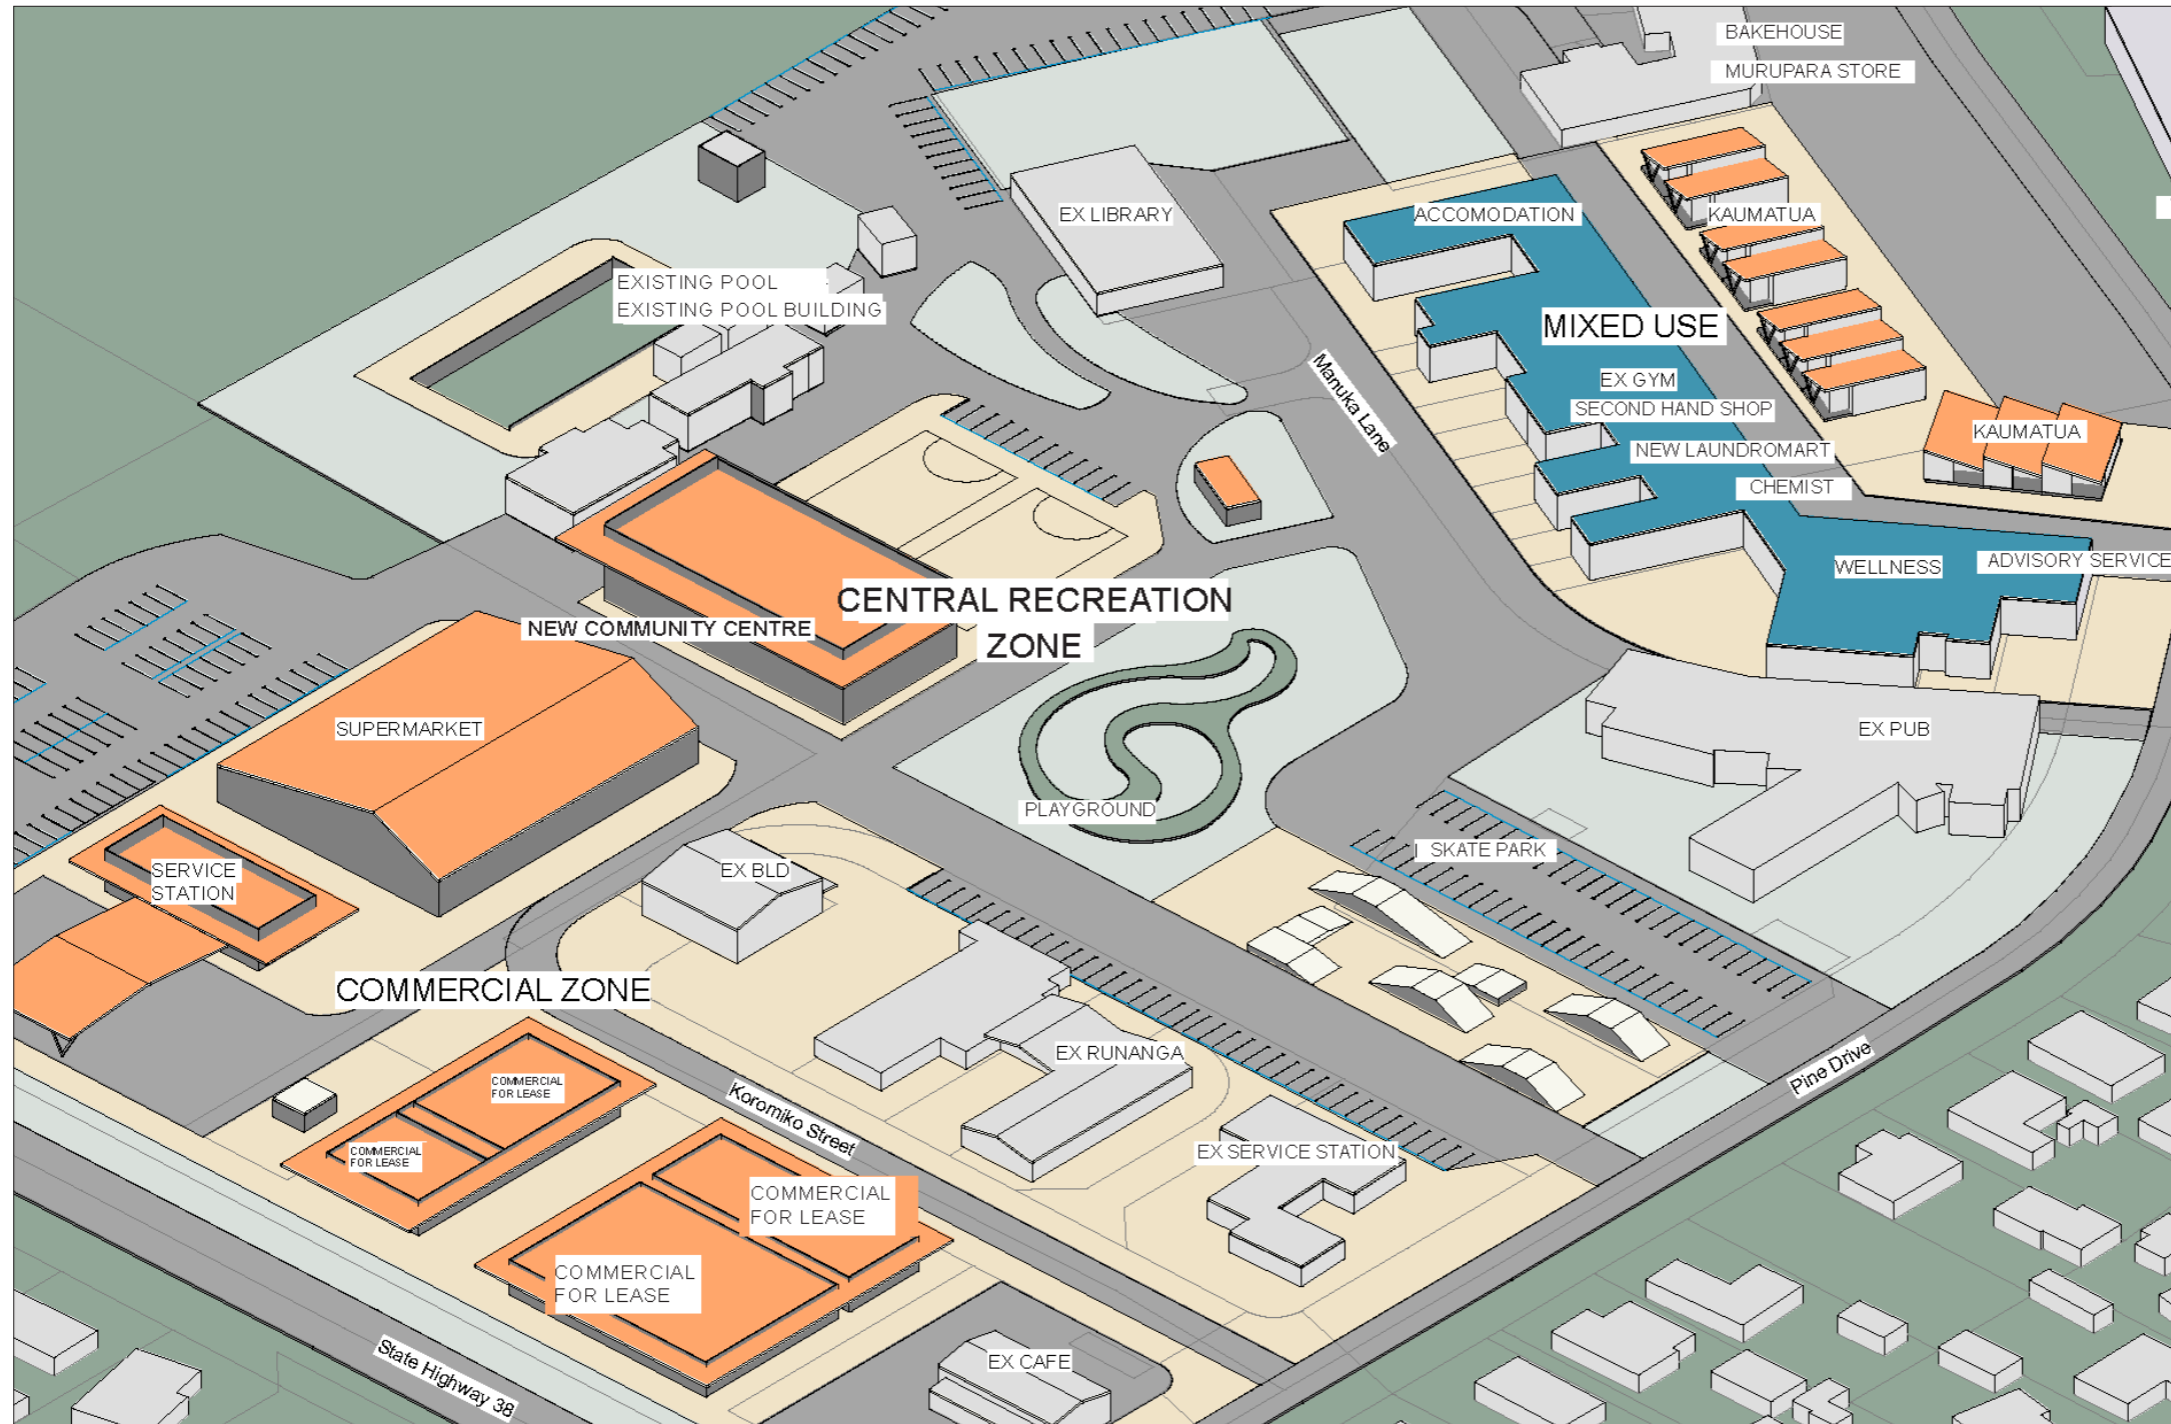 BAKEHOUSE
MURUPARA STORE
EX LIBRARY
ACCOMODATION
KAUMATUA
EXISTING POOL
EXISTING POOL BUILDING
MIXED USE
Manuka Lane
EX GYM
SECOND HAND SHOP
KAUMATUA
NEW LAUNDROMART
CHEMIST
WELLNESS
ADVISORY SERVICE
CENTRAL RECREATION
ZONE
NEW COMMUNITY CENTRE
SUPERMARKET
EX PUB
PLAYGROUND
SKATE PARK
SERVICE
STATION
EX BLD
COMMERCIAL ZONE
EX RUNANGA
Pine Drive
COMMERCIAL
FOR LEASE
Koromiko Street
COMMERCIAL
FOR LEASE
EX SERVICE STATION
COMMERCIAL
FOR LEASE
COMMERCIAL
FOR LEASE
EX CAFE
State Highway 38